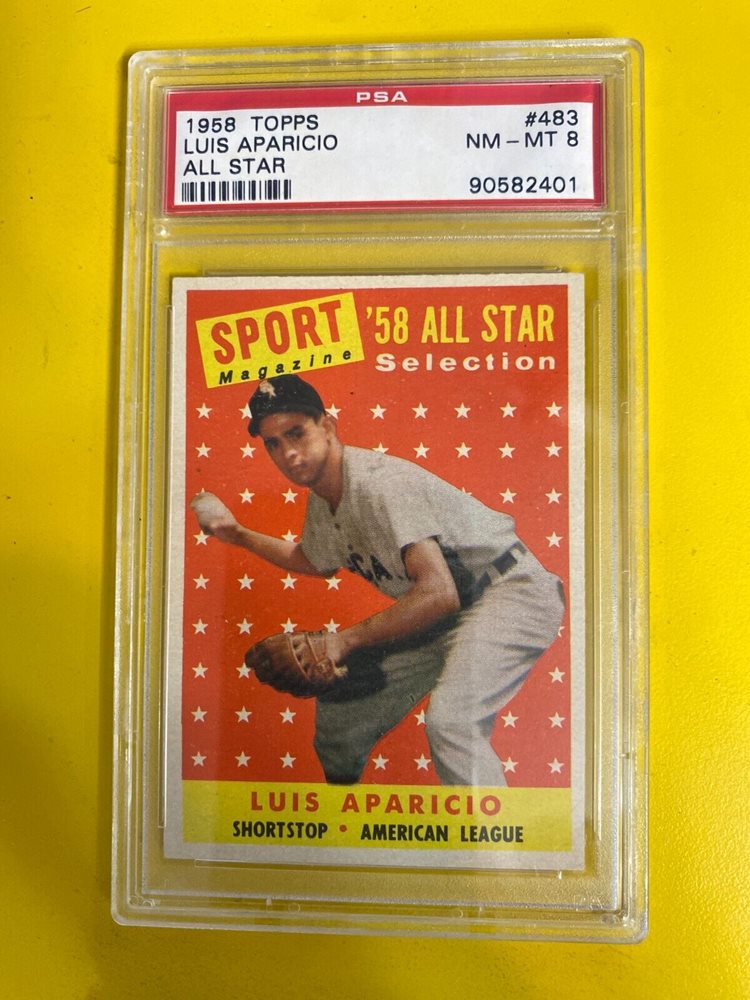 PSA
1958 TOPPS #483
LUIS APARICIO NM - MT 8
ALL STAR
90582401
SPORT '58 ALL STAR
Magazine Selection
CA
LUIS APARICIO
SHORTSTOP • AMERICAN LEAGUE